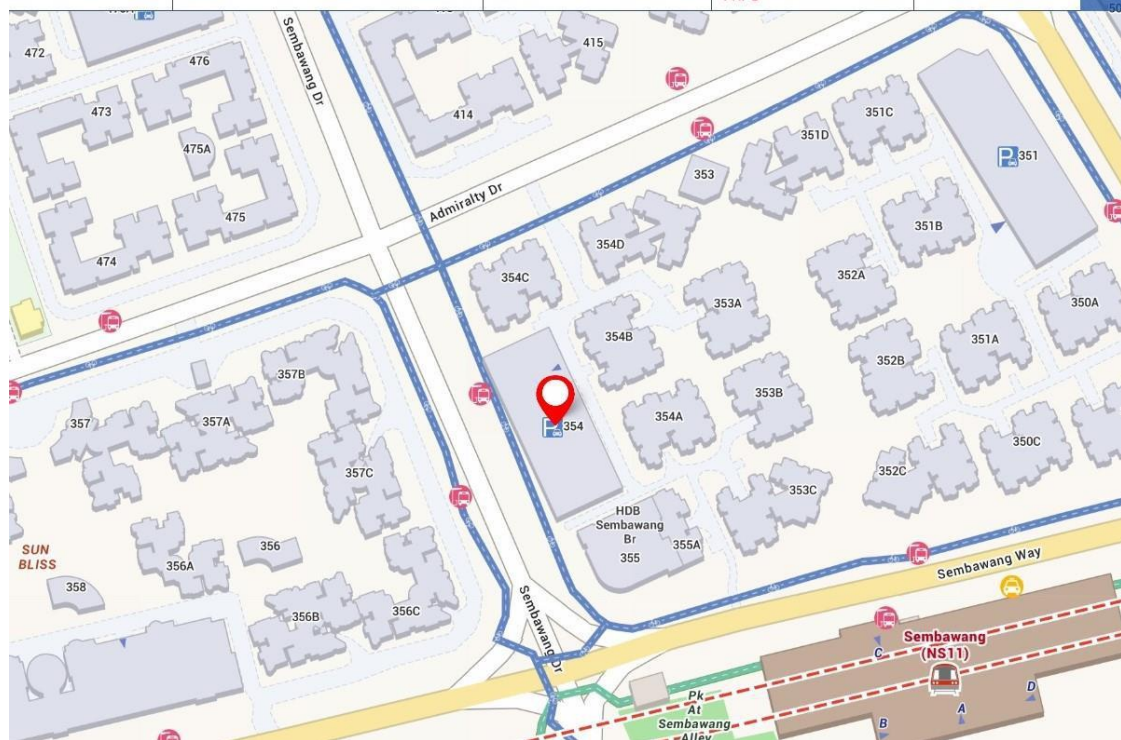 472
476
473
475A
475
474
415
414
Sembawang Dr
Admiralty Dr
351C
351D
351
353
351B
354D
354C
352A
353A
350A
354B
351A
352B
357B
353B
357
357A
354
354A
350C
357C
352C
353C
HDB
Sembawang
Br
355
355A
SUN
BLISS
356
356A
358
356B
356C
Sembawang Dr
Sembawang Way
Sembawang
(NS11)
C
D
A
B
Pk
At
Sembawang
Alley